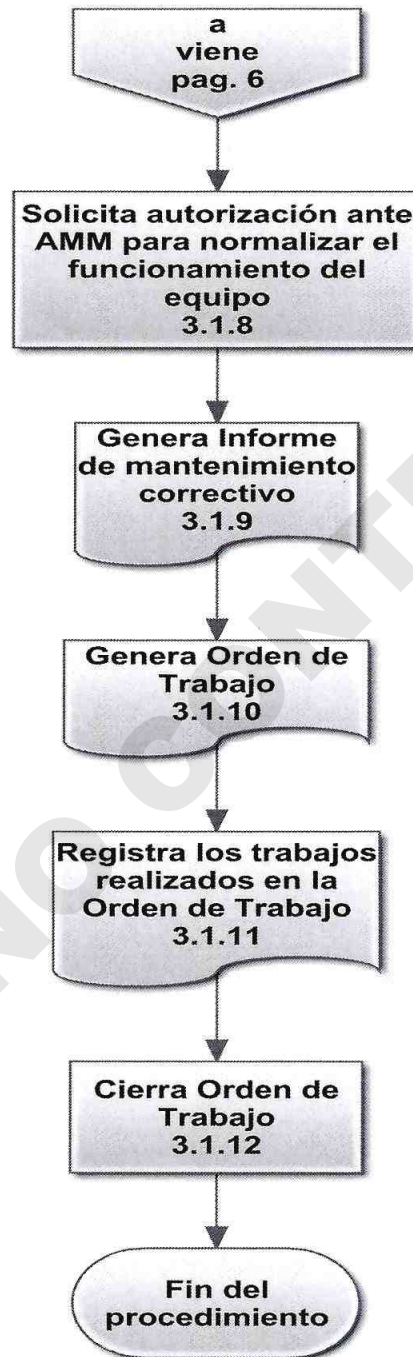 a
viene
pag. 6
Solicita autorización ante
AMM para normalizar el
funcionamiento del
equipo
3.1.8
Genera Informe
de mantenimiento
correctivo
3.1.9
Genera Orden de
Trabajo
3.1.10
Registra los trabajos
realizados en la
Orden de Trabajo
3.1.11
Cierra Orden de
Trabajo
3.1.12
Fin del
procedimiento
NO CONT